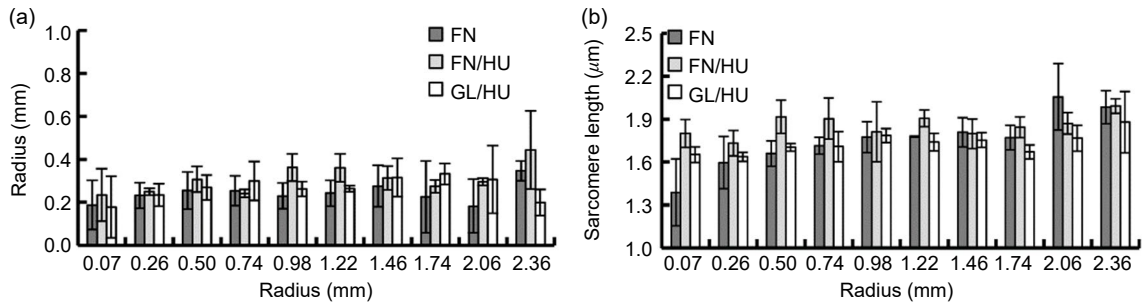 (a)
1.0
0.8
0.6
0.4
0.2
0.0
Radius (mm)
FN
FN/HU
GL/HU
0.07 0.26 0.50 0.74 0.98 1.22 1.46 1.74 2.06 2.36
Radius (mm)
(b)
2.5
2.2
1.9
1.6
1.3
1.0
Sarcomere length (μm)
FN
FN/HU
GL/HU
0.07 0.26 0.50 0.74 0.98 1.22 1.46 1.74 2.06 2.36
Radius (mm)